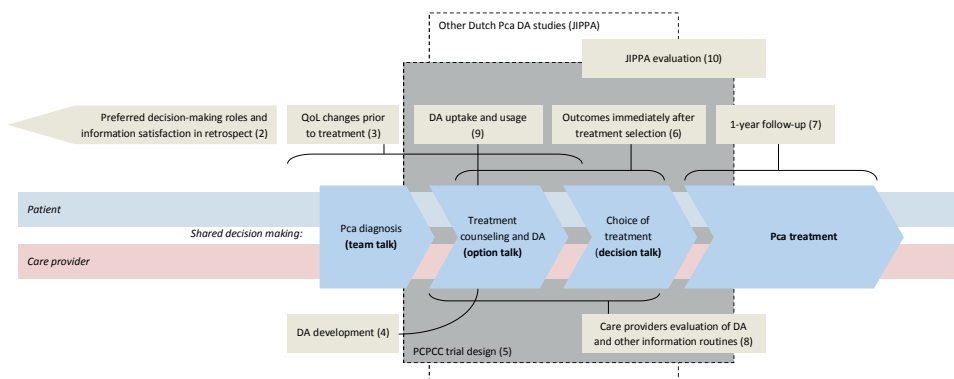 Other Dutch Pca DA studies (JIPPA)
JIPPA evaluation (10)
Preferred decision-making roles and
information satisfaction in retrospect (2)
QoL changes prior
to treatment (3)
DA uptake and usage
(9)
Outcomes immediately after
treatment selection (6)
1-year follow-up (7)
Patient
Shared decision making:
Care provider
Pca diagnosis
(team talk)
Treatment
counseling and DA
(option talk)
Choice of
treatment
(decision talk)
Pca treatment
DA development (4)
Care providers evaluation of DA
and other information routines (8)
PCPCC trial design (5)